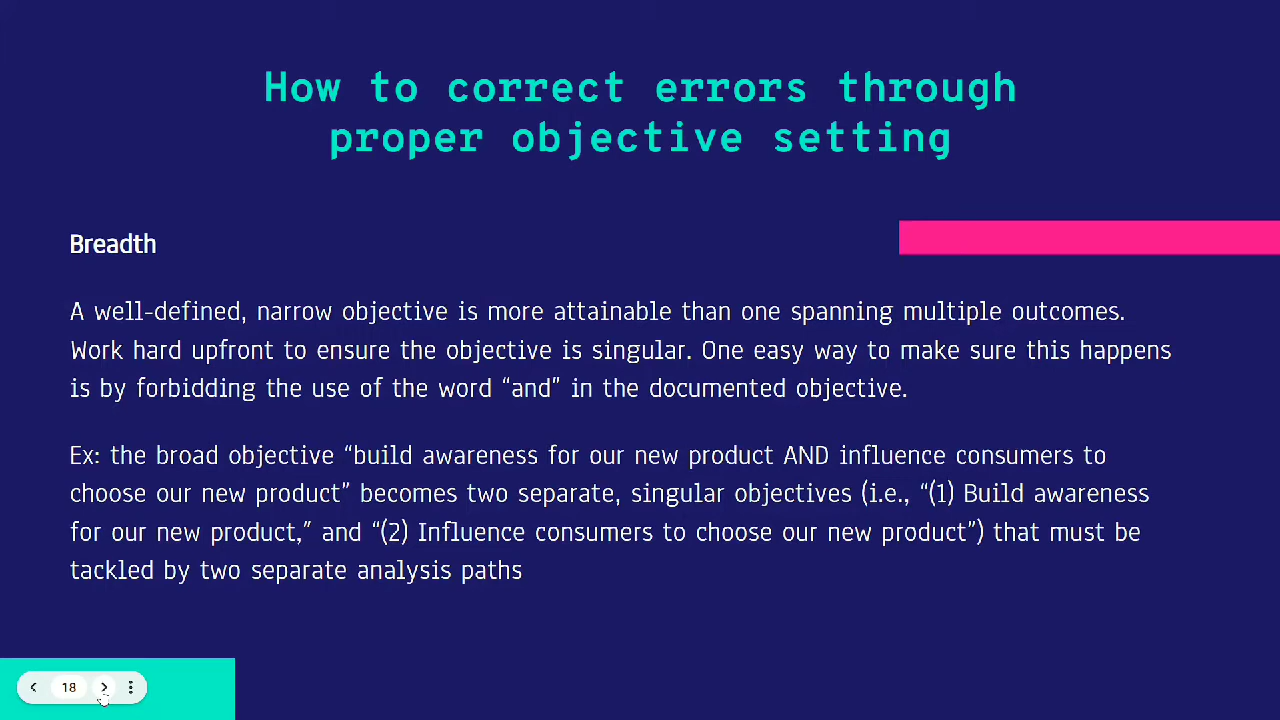 How to correct errors through
proper objective setting
Breadth
A well-defined, narrow objective is more attainable than one spanning multiple outcomes.
Work hard upfront to ensure the objective is singular. One easy way to make sure this happens
is by forbidding the use of the word “and” in the documented objective.
Ex: the broad objective “build awareness for our new product AND influence consumers to
choose our new product” becomes two separate, singular objectives (i.e., “(1) Build awareness
for our new product,” and “(2) Influence consumers to choose our new product”) that must be
tackled by two separate analysis paths
18